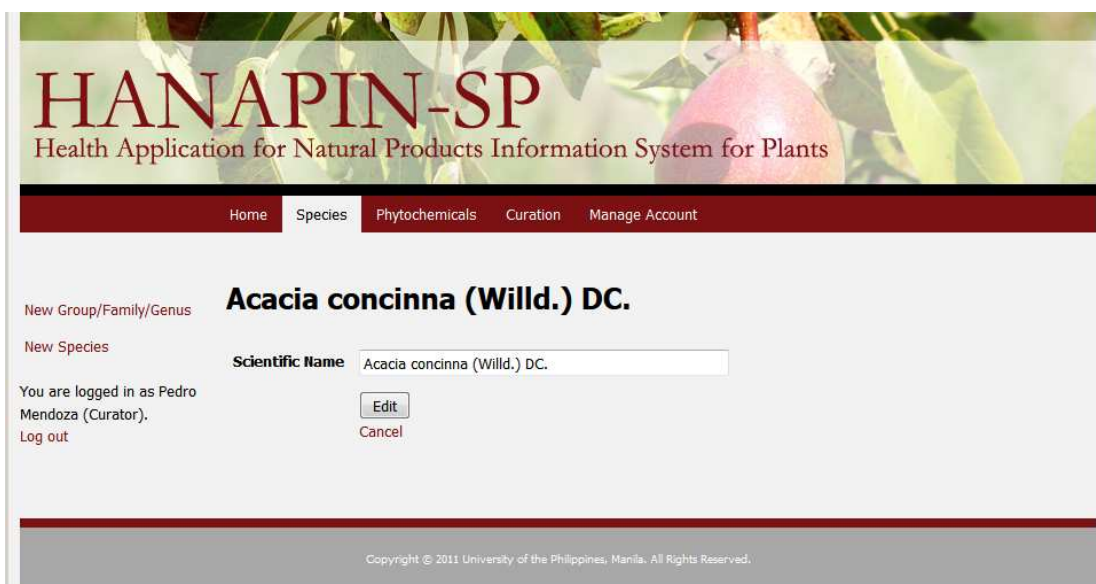 HANAPIN-SP
Health Application for Natural Products Information System for Plants
Home Species Phytochemicals Curation Manage Account
New Group/Family/Genus
New Species
You are logged in as Pedro
Mendoza (Curator).
Log out
Acacia concinna (Willd.) DC.
Scientific Name Acacia concinna (Willd.) DC.
Edit
Cancel
Copyright © 2011 University of the Philippines, Manila. All Rights Reserved.